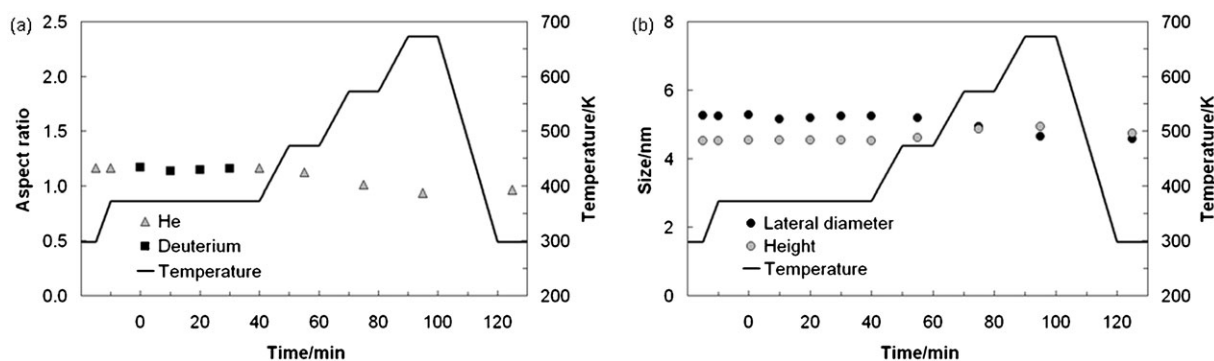 (a)
Aspect ratio
2.5
2.0
1.5
1.0
0.5
0.0
He
Deuterium
Temperature
700
600
500
400
300
200
Temperature/K
0 20 40 60 80 100 120
Time/min
(b)
Size/nm
8
6
4
2
0
Lateral diameter
Height
Temperature
700
600
500
400
300
200
Temperature/K
0 20 40 60 80 100 120
Time/min